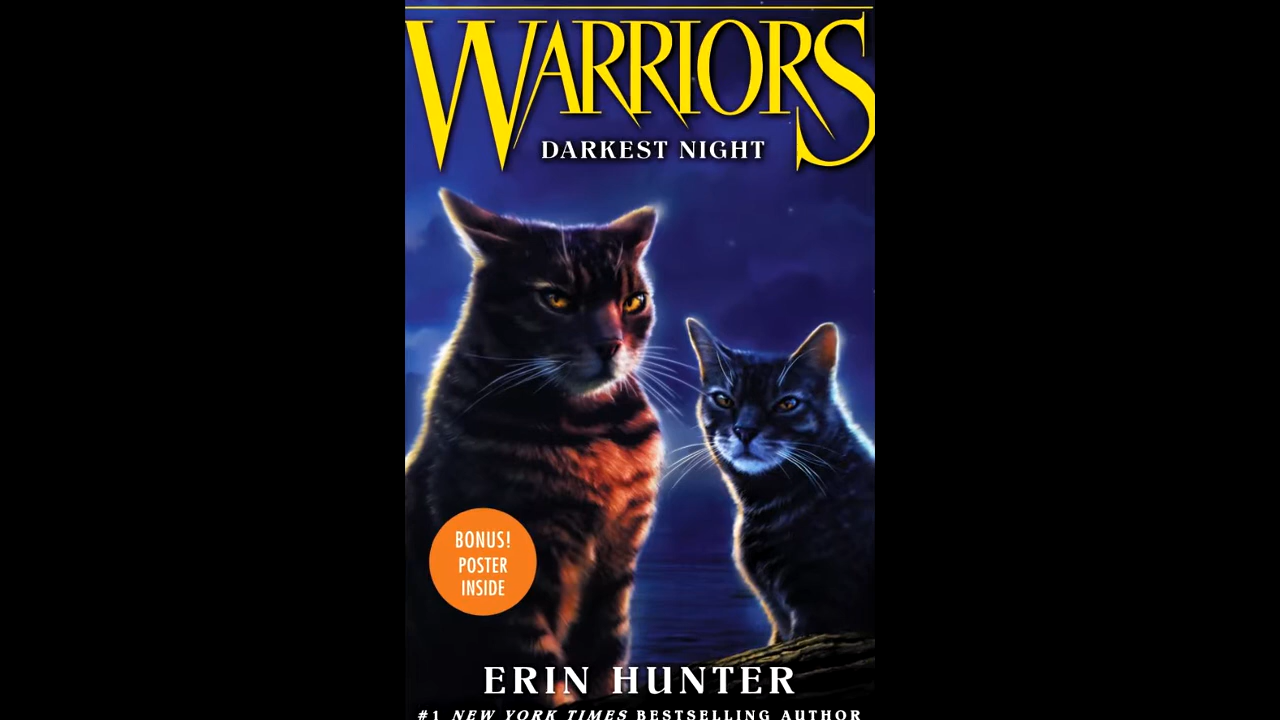 WARRIORS
DARKEST NIGHT
BONUS!
POSTER
INSIDE
ERIN HUNTER
#1 NEW YORK TIMES BESTSELLING AUTHOR